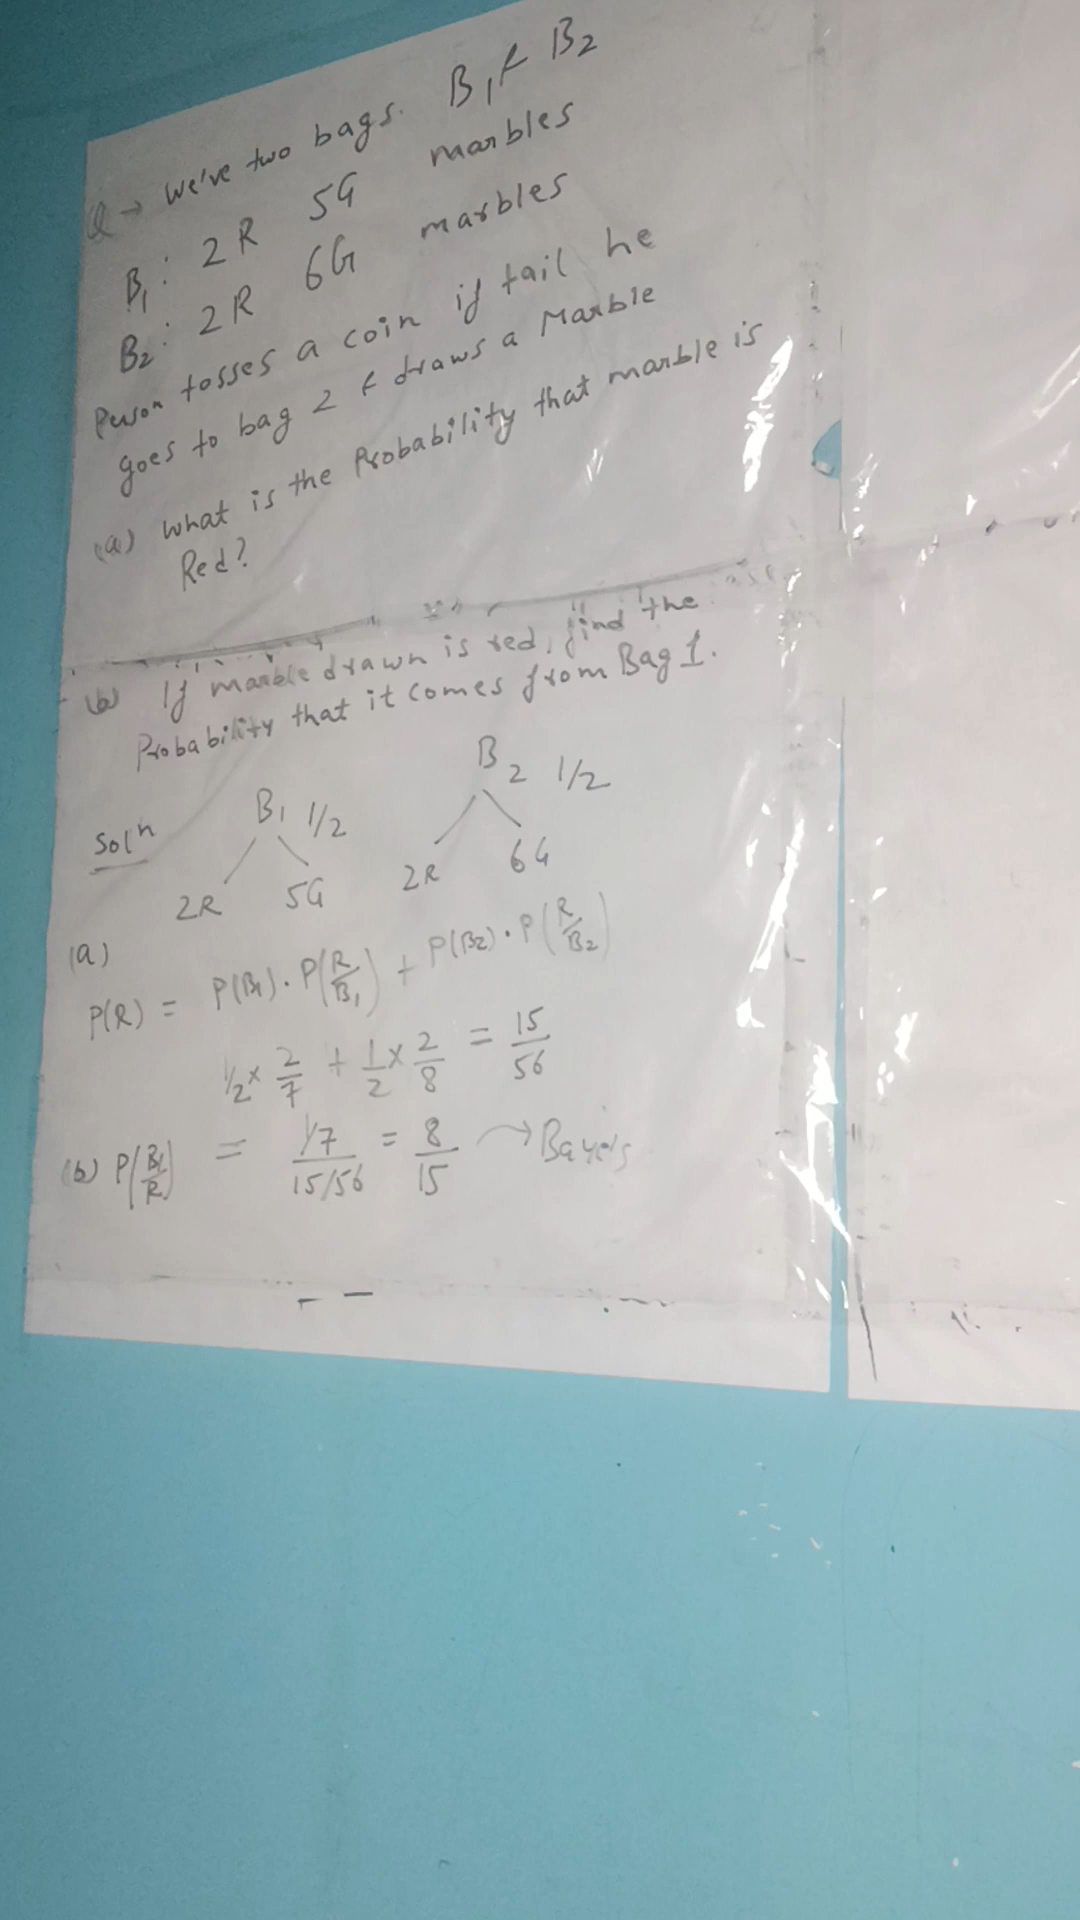 Q → We've two bags. B₁ & B₂
B₁: 2R 5G marbles
B₂: 2R 6G marbles
Person tosses a coin if tail he
goes to bag 2 & draws a Marble
(a) What is the Probability that marble is
Red?
(b) If marble drawn is red, find the
Probability that it comes from Bag 1.
Solⁿ B₁ 1/2 B₂ 1/2
2R 5G 2R 6G
(a)
P(R) = P(B₁).P(R/B₁) + P(B₂).P(R/B₂)
1/2 × 2/7 + 1/2 × 2/8 = 15/56
(b) P(B₁/R) = (1/7)/(15/56) = 8/15 → Bayes